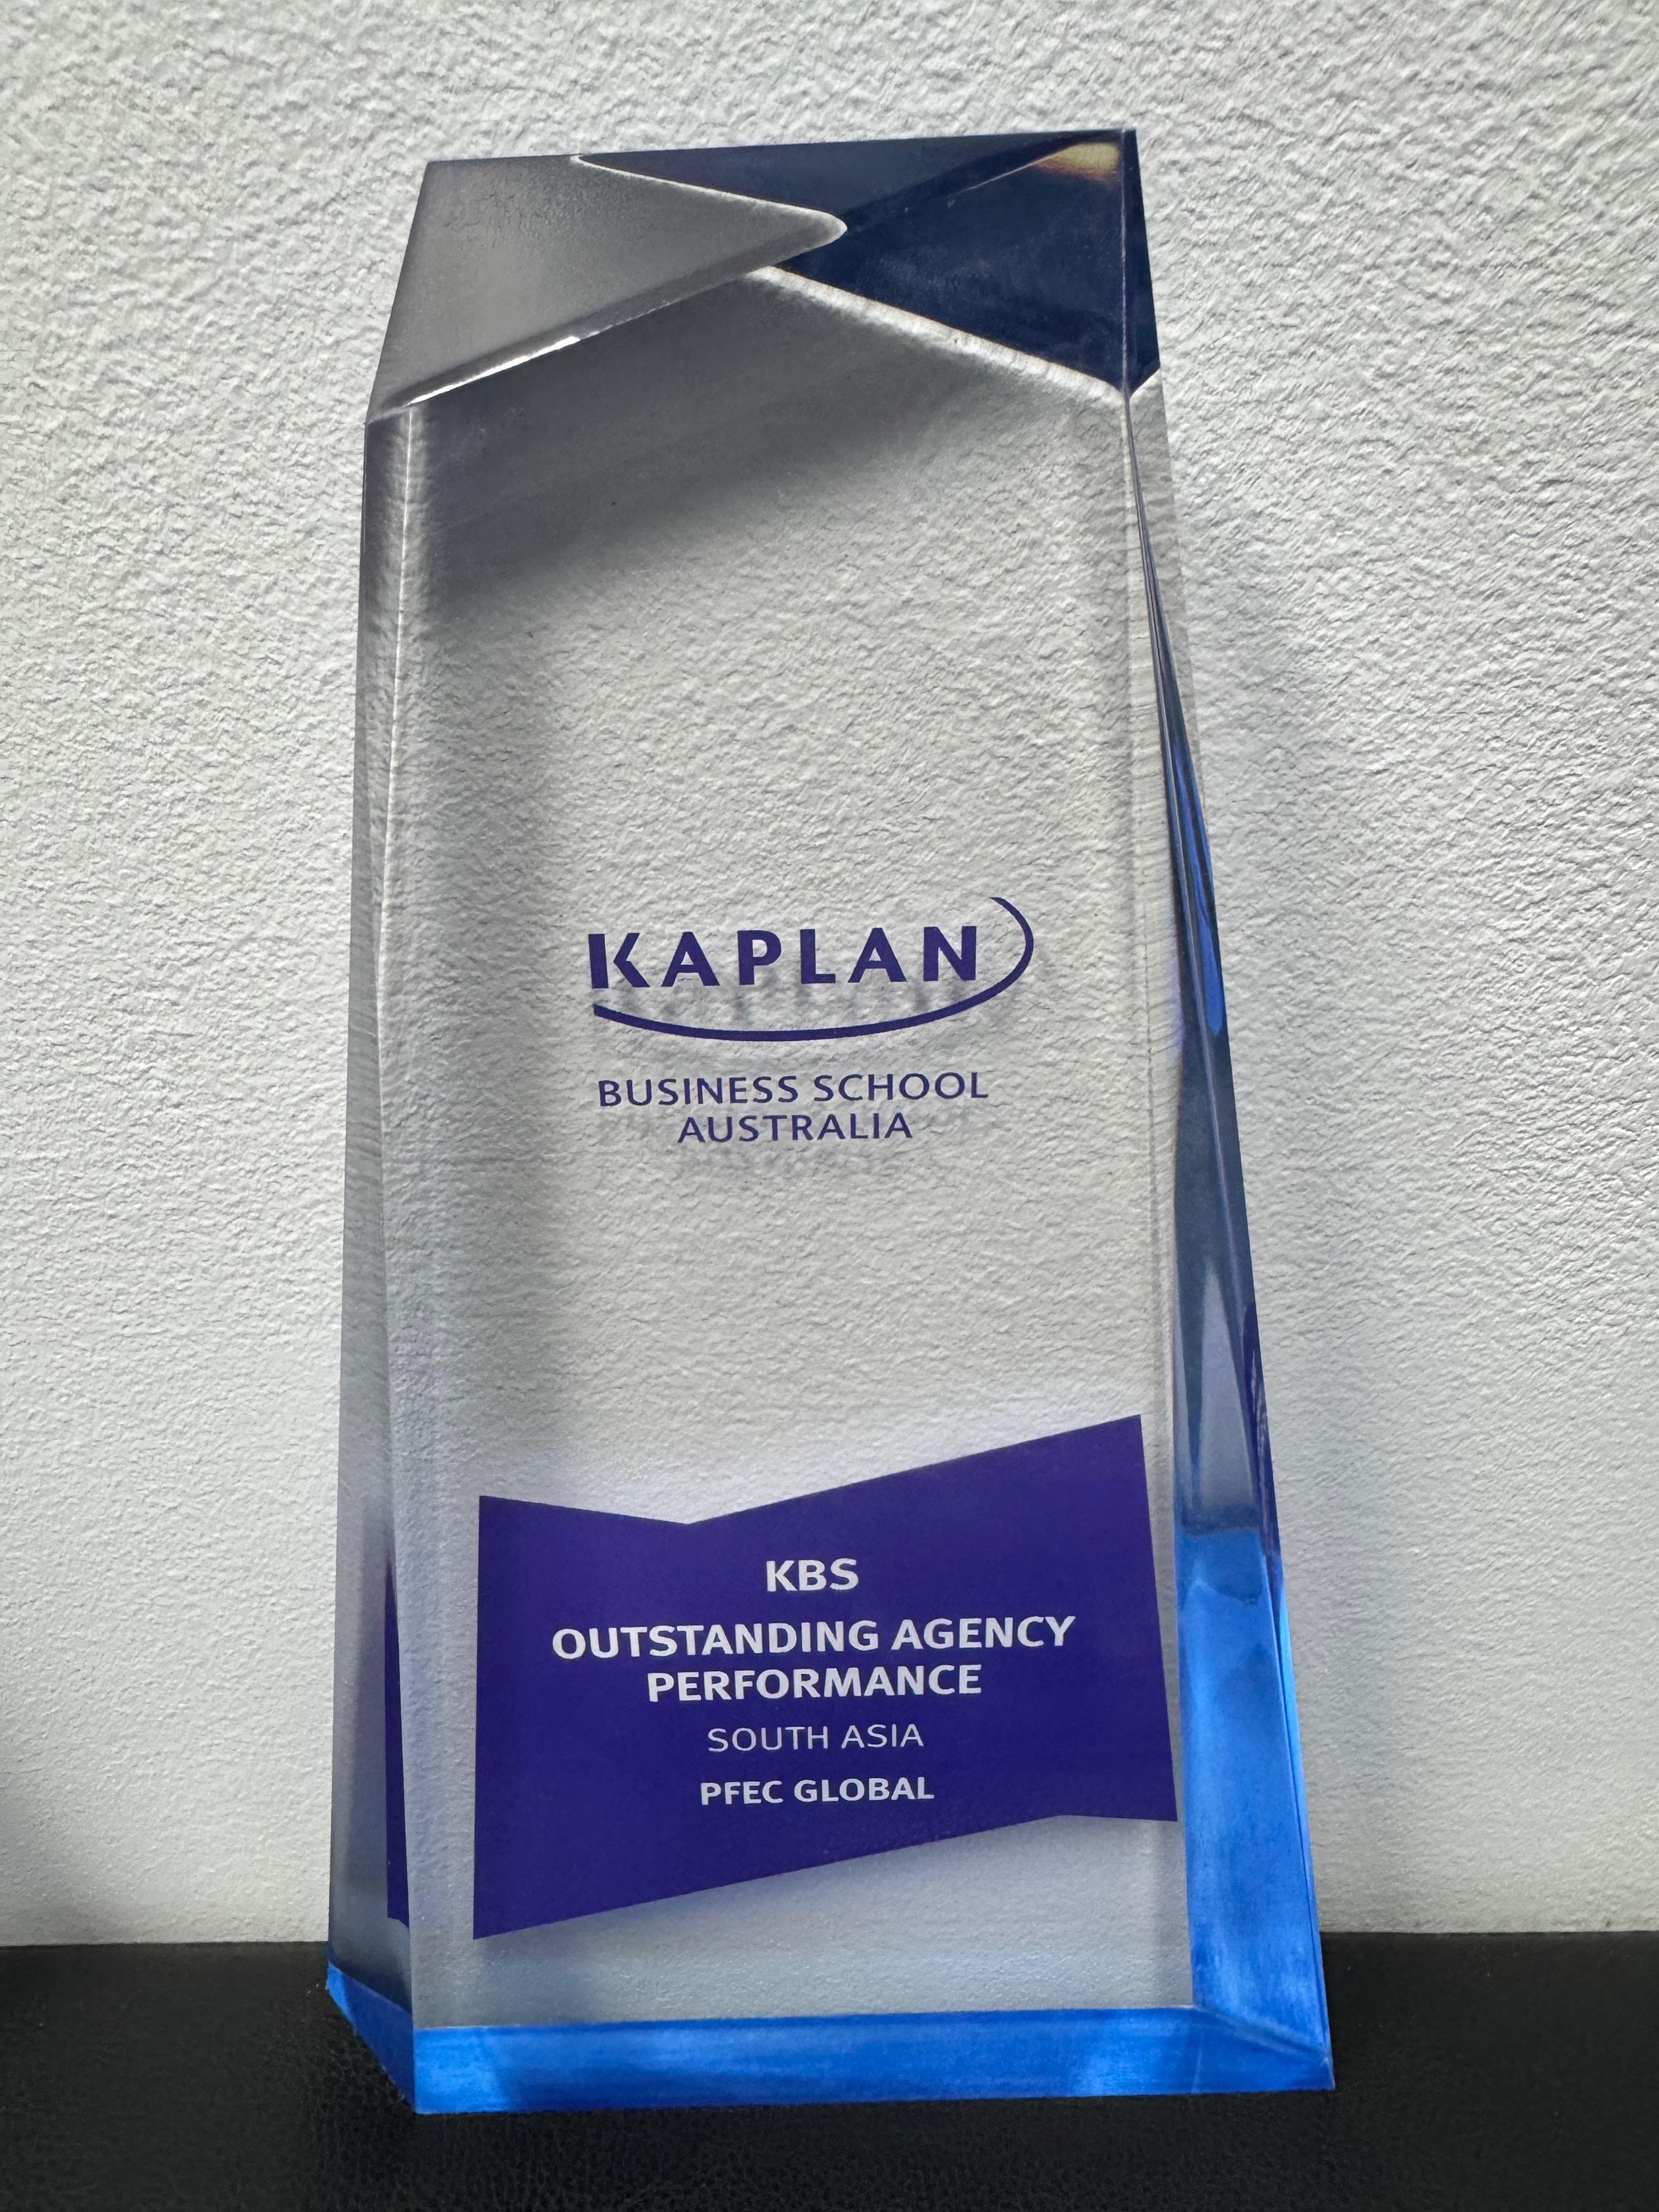 KAPLAN
BUSINESS SCHOOL
AUSTRALIA
KBS
OUTSTANDING AGENCY
PERFORMANCE
SOUTH ASIA
PFEC GLOBAL